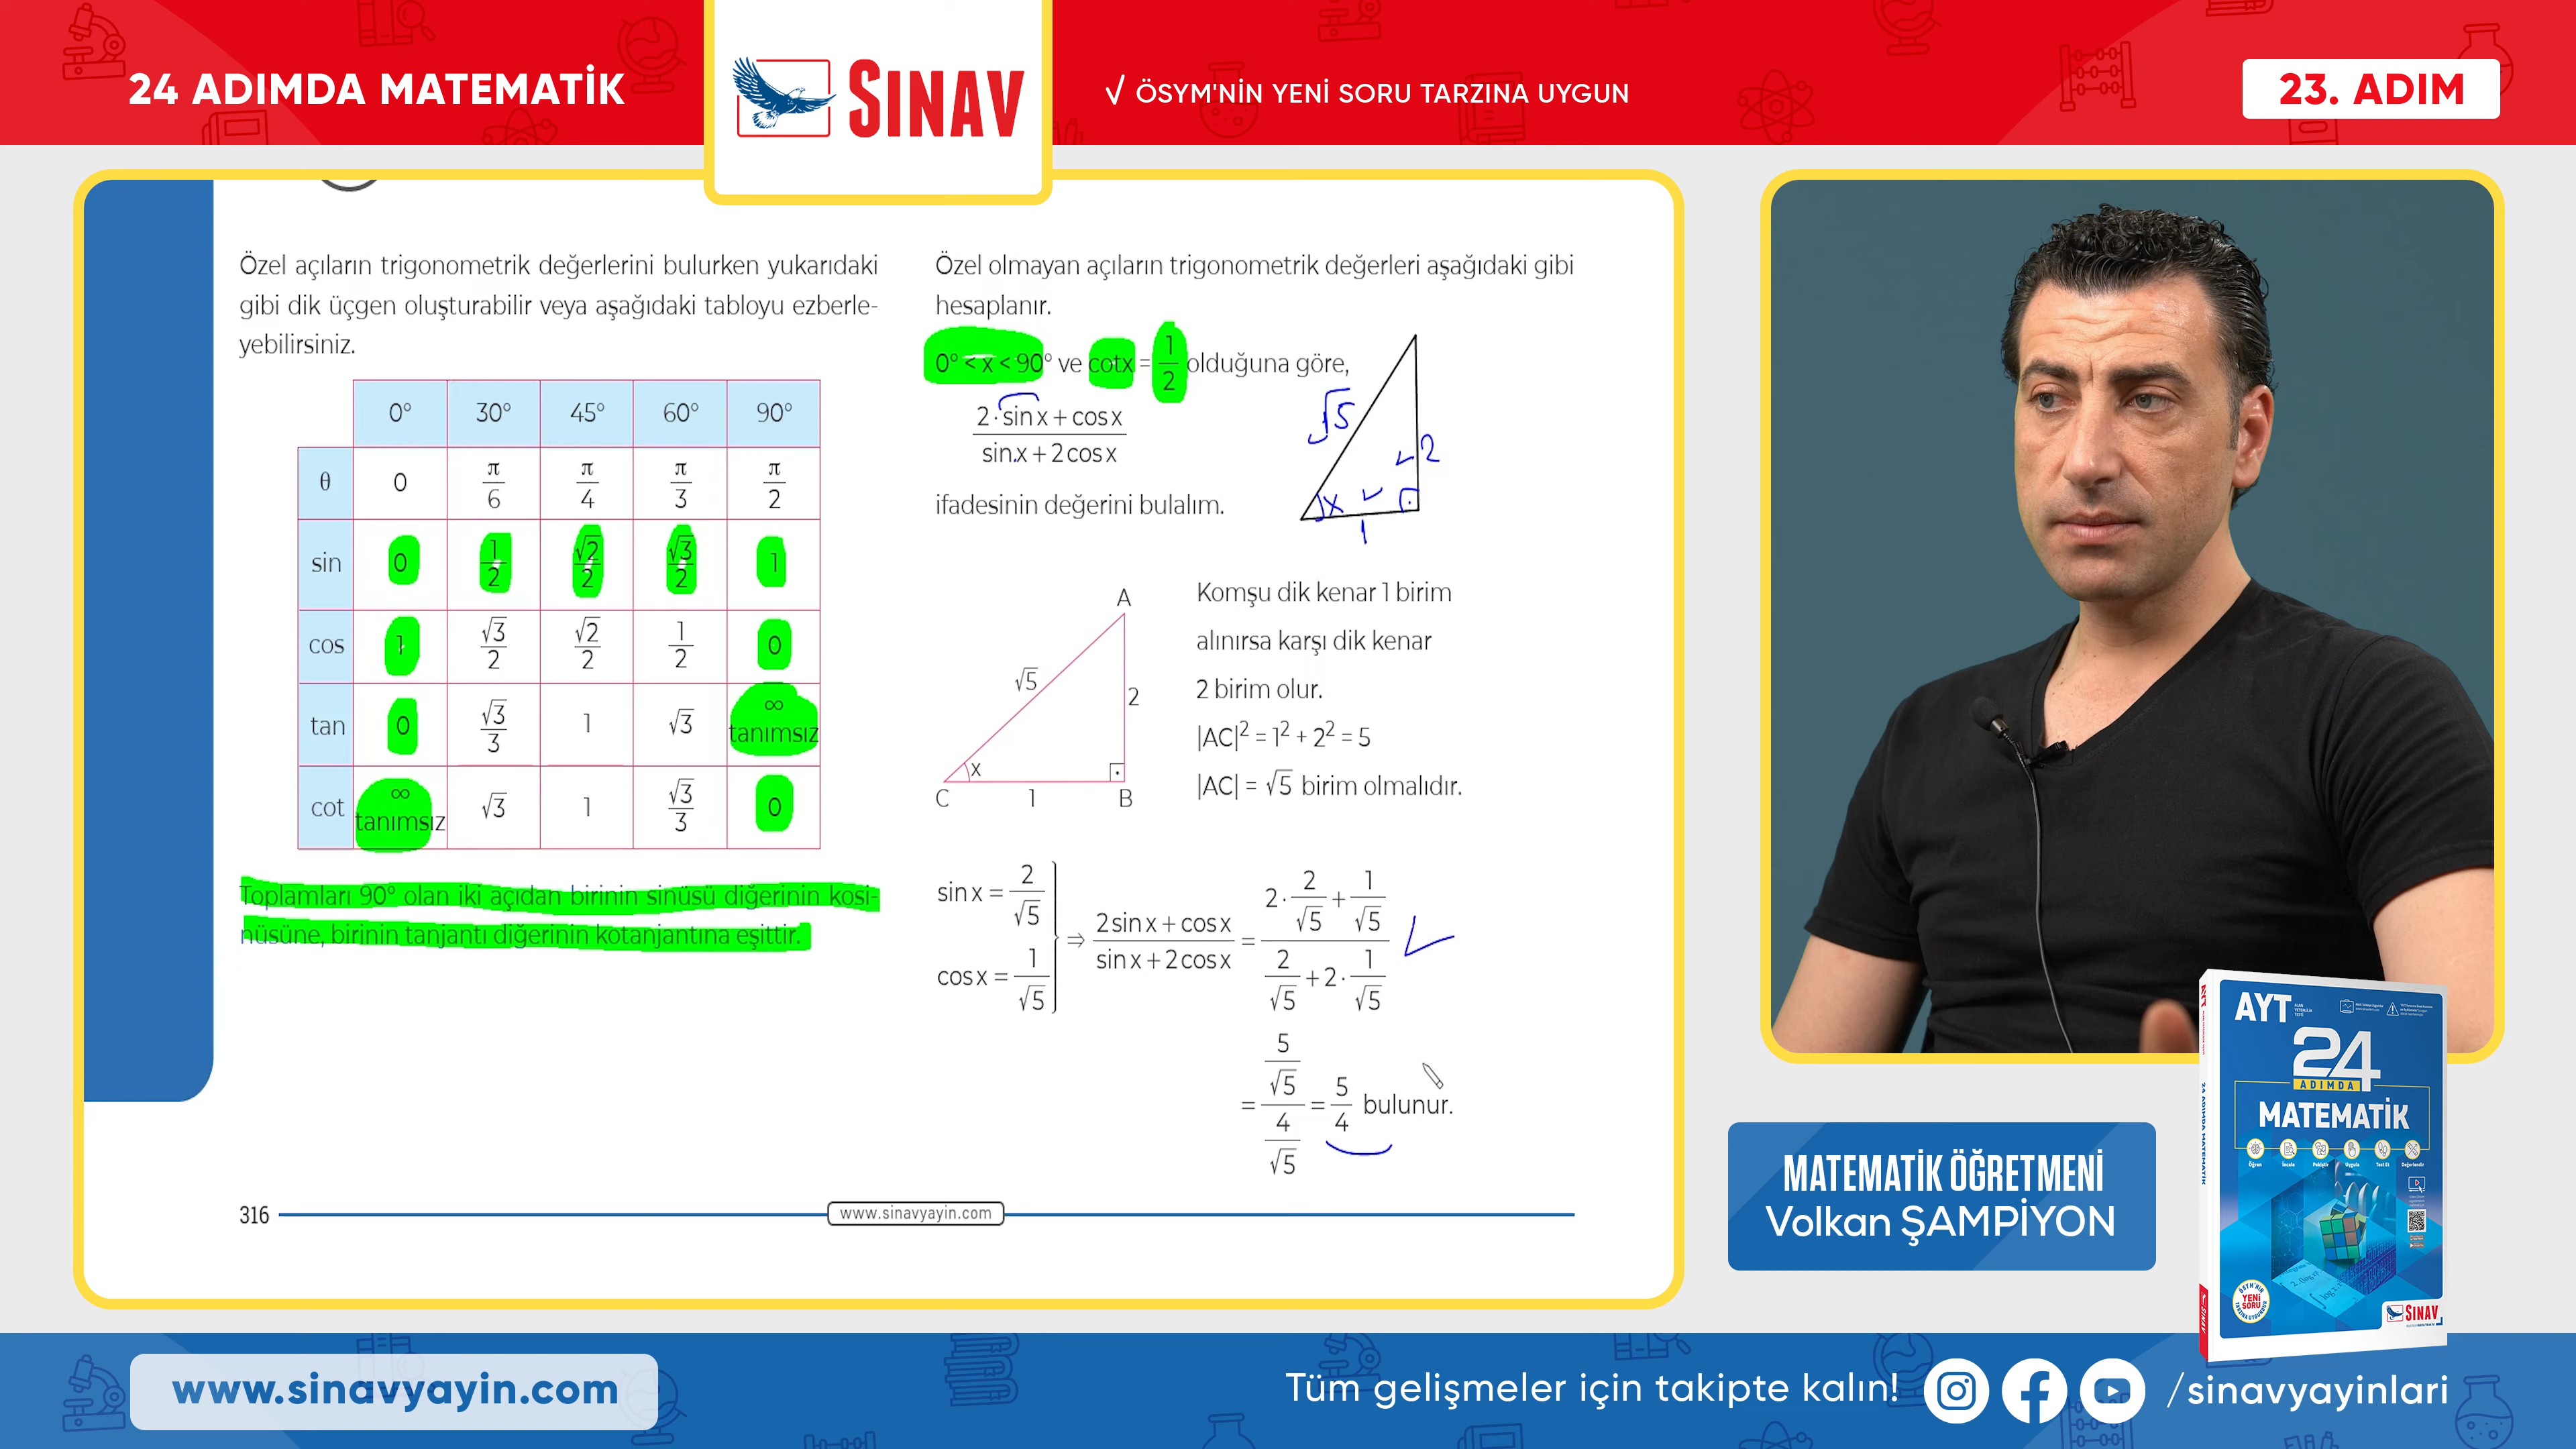 24 ADIMDA MATEMATİK
SINAV
√ ÖSYM'NİN YENİ SORU TARZINA UYGUN
23. ADIM
Özel açıların trigonometrik değerlerini bulurken yukarıdaki
gibi dik üçgen oluşturabilir veya aşağıdaki tabloyu ezberle-
yebilirsiniz.
0° 30° 45° 60° 90°
θ 0 π/6 π/4 π/3 π/2
sin 0 1/2 √2/2 √3/2 1
cos 1 √3/2 √2/2 1/2 0
tan 0 √3/3 1 √3 ∞ tanımsız
cot ∞ tanımsız √3 1 √3/3 0
Toplamları 90° olan iki açıdan birinin sinüsü diğerinin kosi-
nüsüne, birinin tanjantı diğerinin kotanjantına eşittir.
Özel olmayan açıların trigonometrik değerleri aşağıdaki gibi
hesaplanır.
0° < x < 90° ve cotx = 1/2 olduğuna göre,
2·sinx + cosx
sin.x + 2cosx
ifadesinin değerini bulalım.
√5
2
x
1
A
√5
2
x
C 1 B
Komşu dik kenar 1 birim
alınırsa karşı dik kenar
2 birim olur.
|AC|² = 1² + 2² = 5
|AC| = √5 birim olmalıdır.
sinx = 2/√5
cosx = 1/√5
⇒ (2sinx + cosx)/(sinx + 2cosx) = (2·2/√5 + 1/√5)/(2/√5 + 2·1/√5)
= (5/√5)/(4/√5) = 5/4 bulunur.
316
www.sinavyayin.com
MATEMATİK ÖĞRETMENİ
Volkan ŞAMPİYON
AYT
24
ADIMDA
MATEMATİK
ÖSYM'NİN
YENİ
SORU
SINAV
24 ADIMDA MATEMATİK
www.sinavyayin.com
Tüm gelişmeler için takipte kalın!
/sinavyayinlari